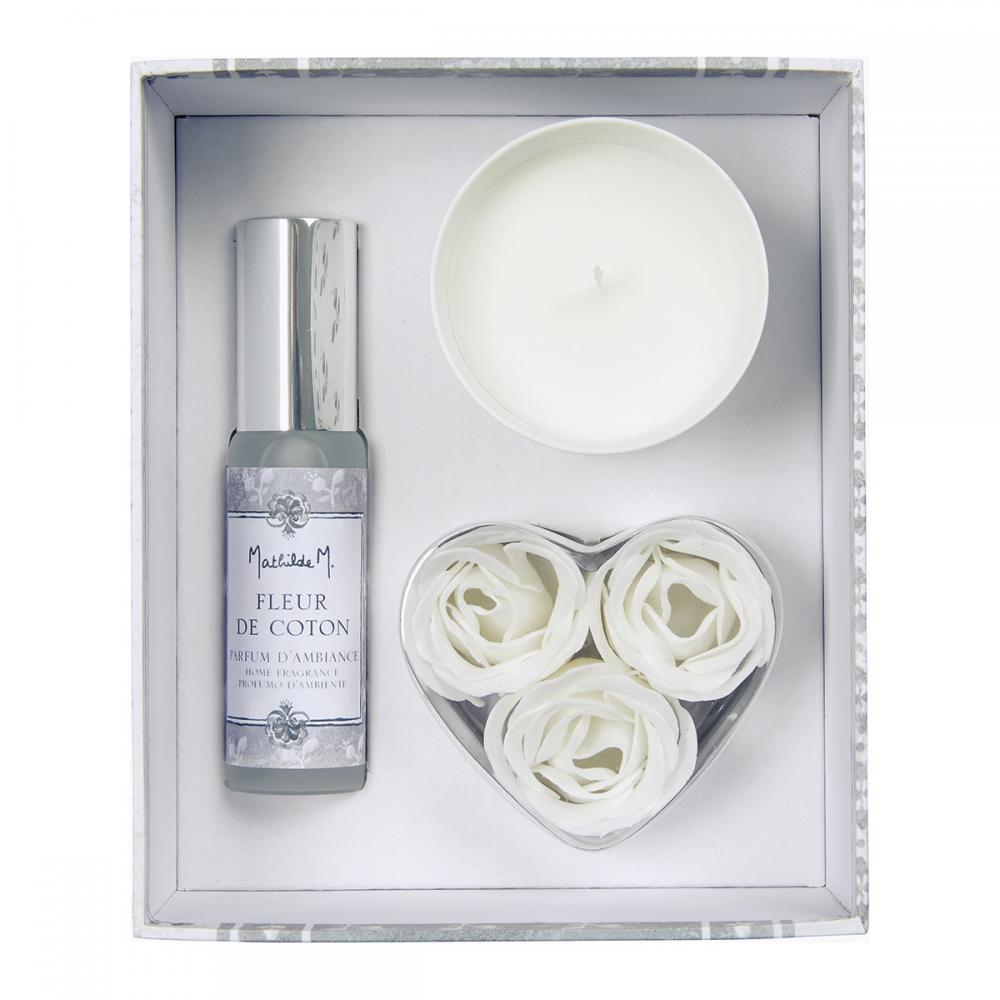 Mathilde M.
FLEUR
DE COTON
PARFUM D'AMBIANCE
HOME FRAGRANCE
PROFUMO D'AMBIENTE